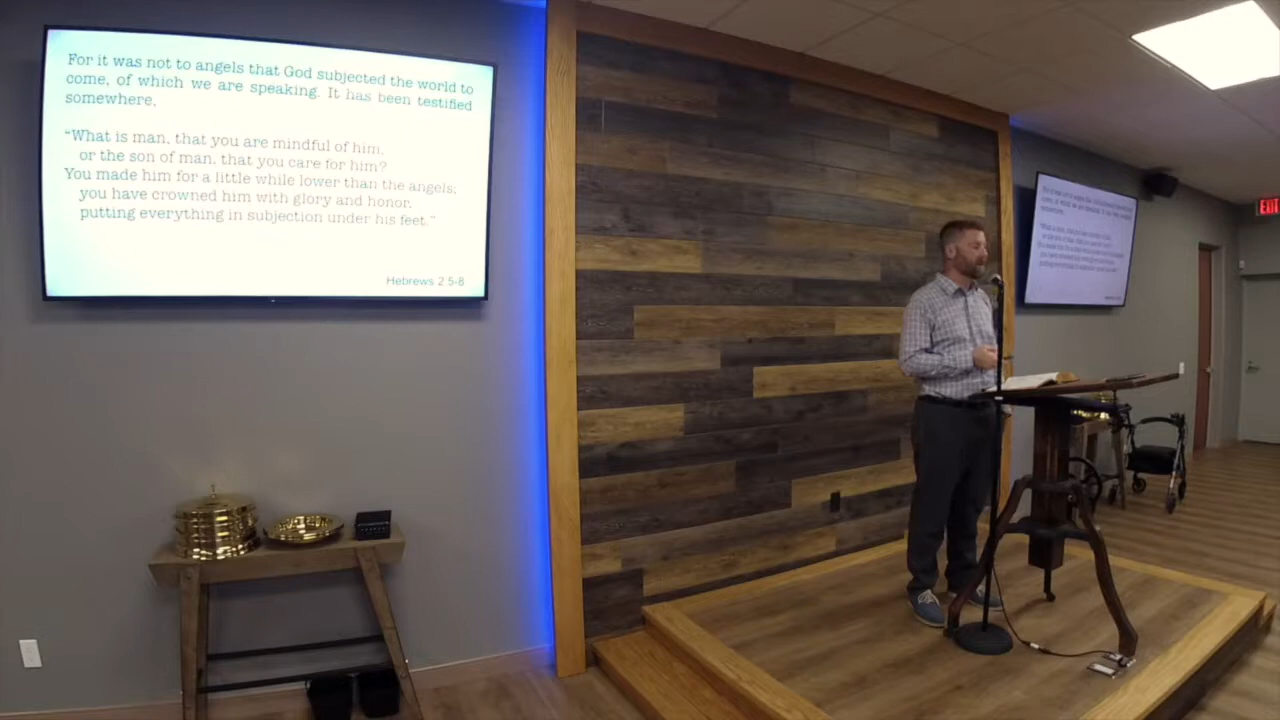 For it was not to angels that God subjected the world to
come, of which we are speaking. It has been testified
somewhere,
“What is man, that you are mindful of him,
or the son of man, that you care for him?
You made him for a little while lower than the angels;
you have crowned him with glory and honor,
putting everything in subjection under his feet.”
Hebrews 2.5-8
EXIT